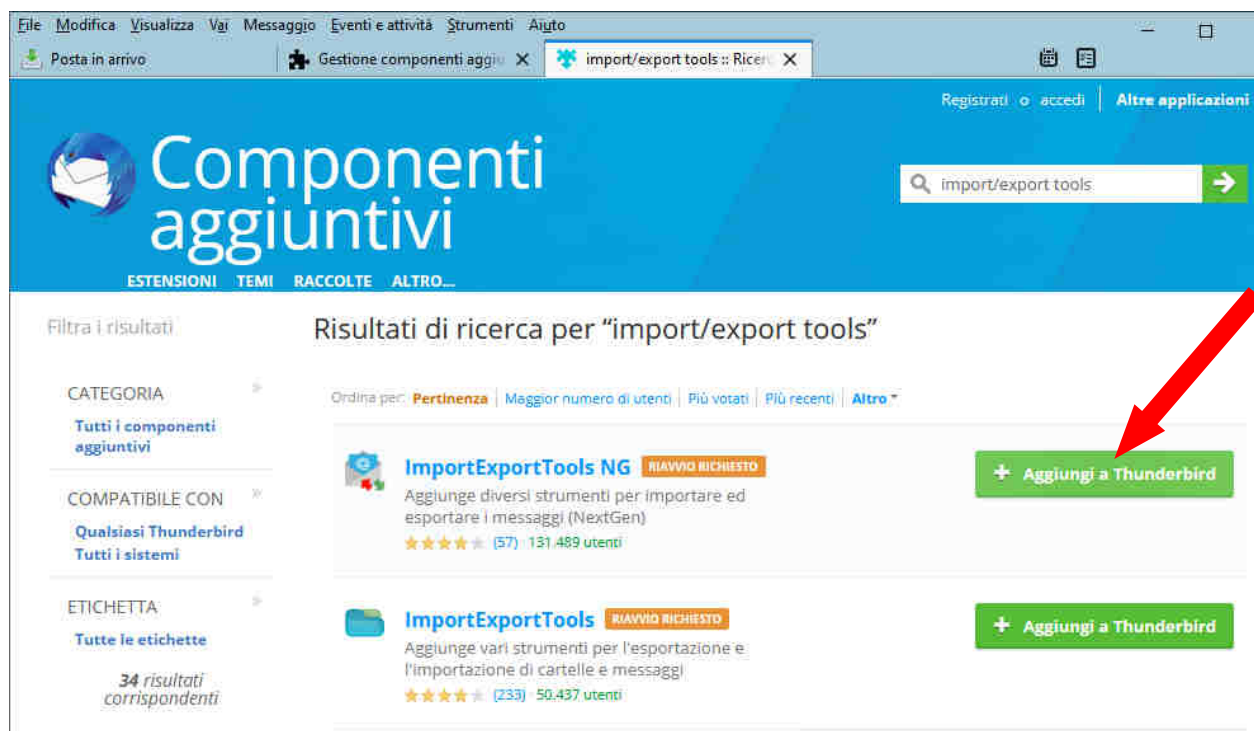 File Modifica Visualizza Vai Messaggio Eventi e attività Strumenti Aiuto
Posta in arrivo Gestione componenti aggiu import/export tools :: Ricerc
Registrati o accedi Altre applicazioni
Componenti
aggiuntivi
import/export tools
ESTENSIONI TEMI RACCOLTE ALTRO...
Filtra i risultati
Risultati di ricerca per “import/export tools”
CATEGORIA »
Tutti i componenti
aggiuntivi
COMPATIBILE CON »
Qualsiasi Thunderbird
Tutti i sistemi
ETICHETTA »
Tutte le etichette
34 risultati
corrispondenti
Ordina per: Pertinenza Maggior numero di utenti Più votati Più recenti Altro
ImportExportTools NG RIAVVIO RICHIESTO
Aggiunge diversi strumenti per importare ed
esportare i messaggi (NextGen)
(57) 131.489 utenti
+ Aggiungi a Thunderbird
ImportExportTools RIAVVIO RICHIESTO
Aggiunge vari strumenti per l'esportazione e
l'importazione di cartelle e messaggi
(233) 50.437 utenti
+ Aggiungi a Thunderbird